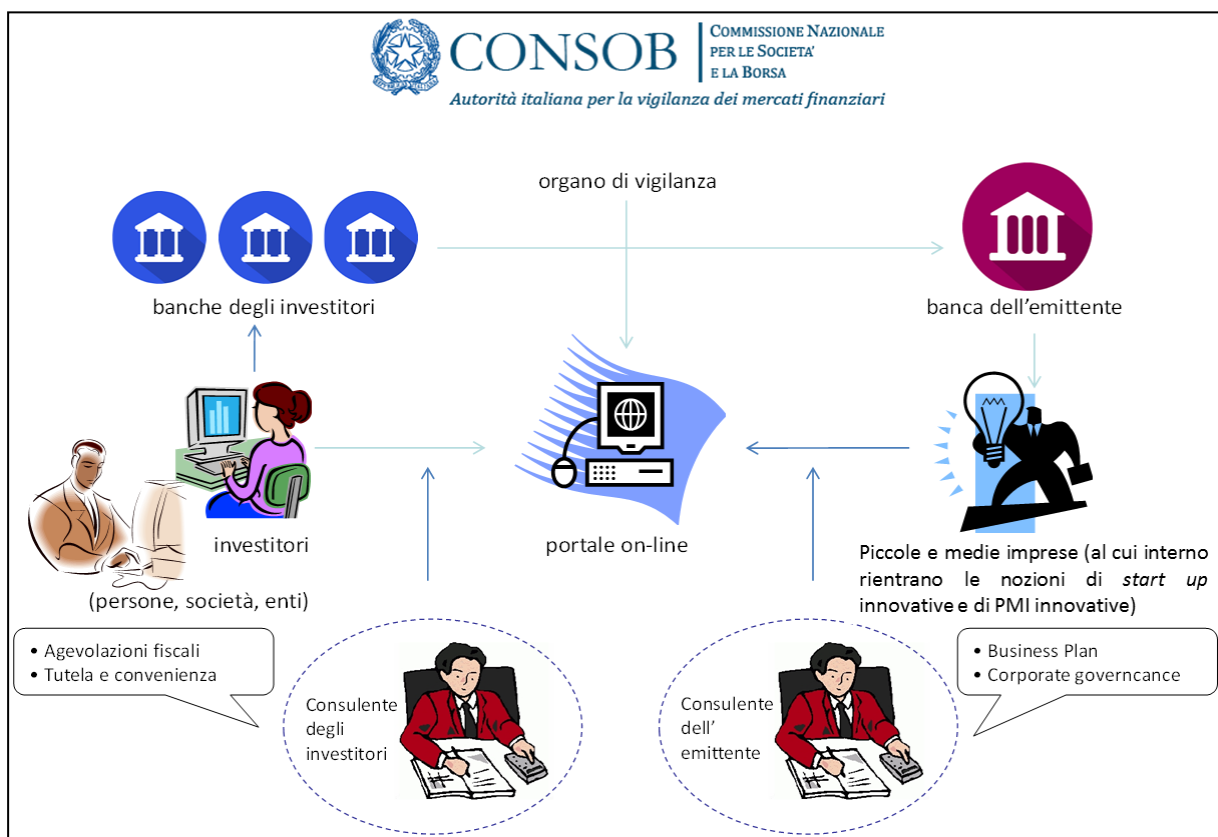 CONSOB
COMMISSIONE NAZIONALE
PER LE SOCIETA'
E LA BORSA
Autorità italiana per la vigilanza dei mercati finanziari
organo di vigilanza
banche degli investitori
banca dell'emittente
investitori
(persone, società, enti)
portale on-line
Piccole e medie imprese (al cui interno
rientrano le nozioni di start up
innovative e di PMI innovative)
• Agevolazioni fiscali
• Tutela e convenienza
Consulente
degli
investitori
Consulente
dell'
emittente
• Business Plan
• Corporate governcance